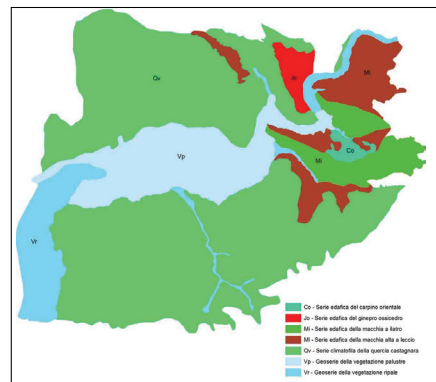 Qv
Jo
Ml
Co
Mi
Vp
Vr
Co - Serie edafica del carpino orientale
Jo - Serie edafica del ginepro ossicedro
Mi - Serie edafica della macchia a ilatro
Ml - Serie edafica della macchia alta a leccio
Qv - Serie climatofila della quercia castagnara
Vp - Geoserie della vegetazione palustre
Vr - Geoserie della vegetazione ripale